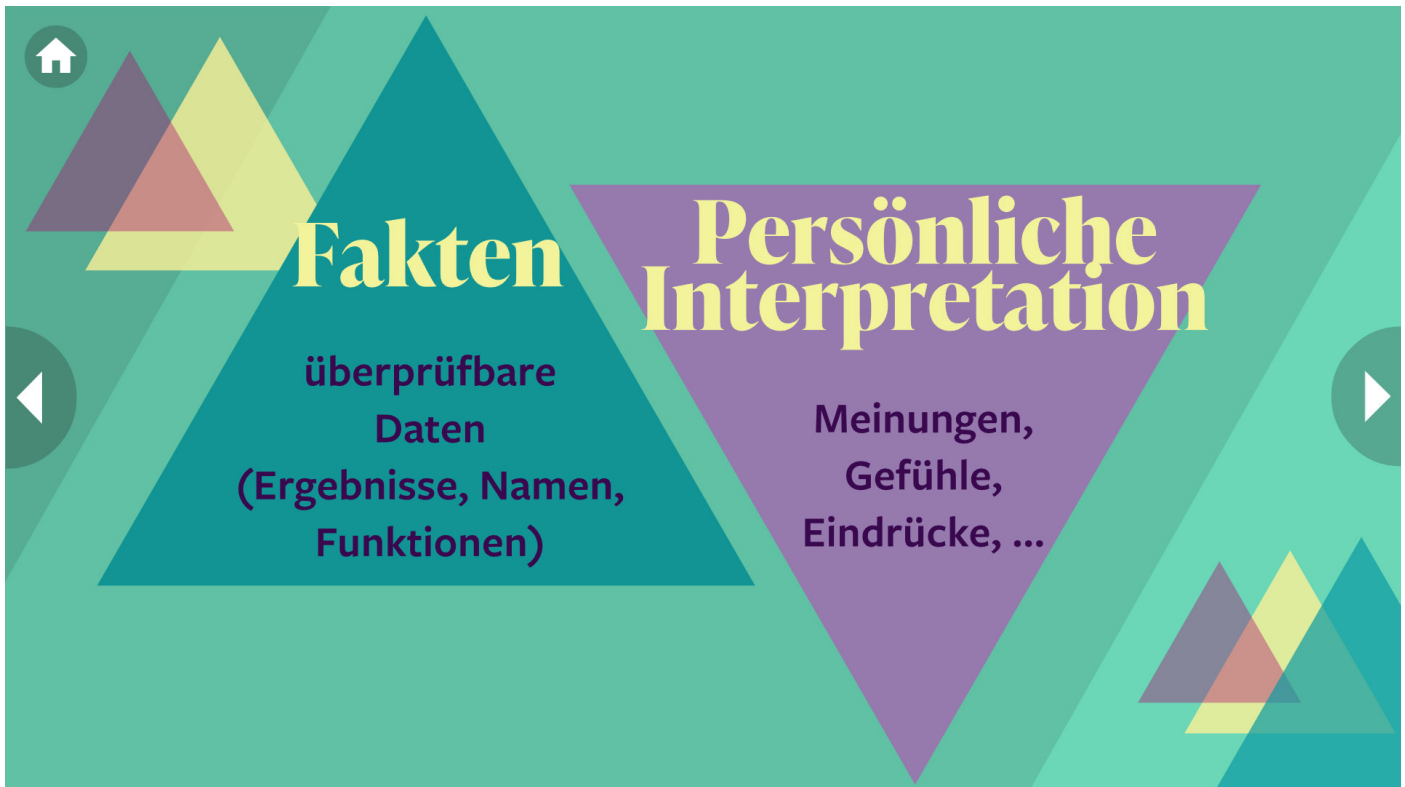 Fakten
überprüfbare
Daten
(Ergebnisse, Namen,
Funktionen)
Persönliche
Interpretation
Meinungen,
Gefühle,
Eindrücke, ...